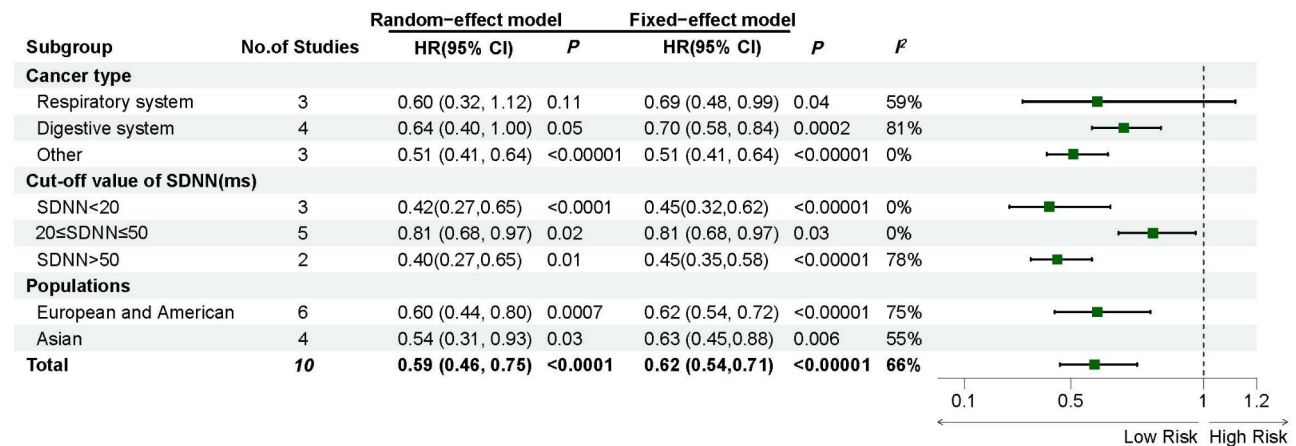 Random−effect model Fixed−effect model
Subgroup No.of Studies HR(95% CI) P HR(95% CI) P I²
Cancer type
Respiratory system 3 0.60 (0.32, 1.12) 0.11 0.69 (0.48, 0.99) 0.04 59%
Digestive system 4 0.64 (0.40, 1.00) 0.05 0.70 (0.58, 0.84) 0.0002 81%
Other 3 0.51 (0.41, 0.64) <0.00001 0.51 (0.41, 0.64) <0.00001 0%
Cut-off value of SDNN(ms)
SDNN<20 3 0.42(0.27,0.65) <0.0001 0.45(0.32,0.62) <0.00001 0%
20≤SDNN≤50 5 0.81 (0.68, 0.97) 0.02 0.81 (0.68, 0.97) 0.03 0%
SDNN>50 2 0.40(0.27,0.65) 0.01 0.45(0.35,0.58) <0.00001 78%
Populations
European and American 6 0.60 (0.44, 0.80) 0.0007 0.62 (0.54, 0.72) <0.00001 75%
Asian 4 0.54 (0.31, 0.93) 0.03 0.63 (0.45,0.88) 0.006 55%
Total 10 0.59 (0.46, 0.75) <0.0001 0.62 (0.54,0.71) <0.00001 66%
0.1 0.5 1 1.2
Low Risk High Risk